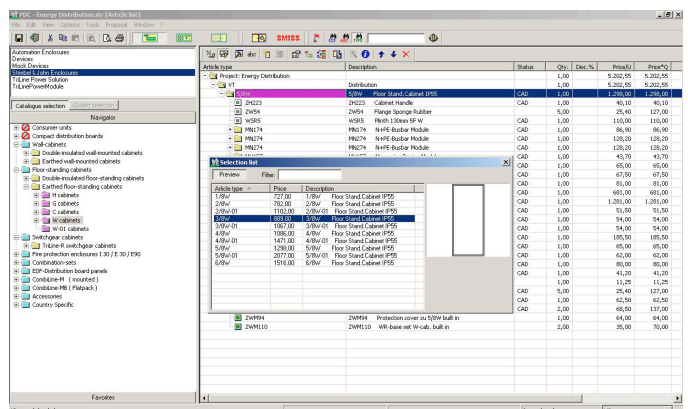 PDC - Energy Distribution.str [Article list]
File Edit View Options Tools Proposal Window ?
SMISS
Automation Enclosures
Devices
Mock Devices
Striebel & John Enclosures
TriLine Power Solution
TriLinePowerModule
Catalogue selection Guided selection
Navigator
Consumer units
Compact distribution boards
Wall-cabinets
Double-insulated wall-mounted cabinets
Earthed wall-mounted cabinets
Floor-standing cabinets
Double-insulated floor-standing cabinets
Earthed floor-standing cabinets
H cabinets
G cabinets
C cabinets
W cabinets
W-01 cabinets
Switchgear cabinets
TriLine-R switchgear cabinets
Fire protection enclosures I 30 / E 30 / E90
Combination-sets
EDF-Distribution board panels
CombiLine-M ( mounted )
CombiLine-MB ( Flatpack )
Accessories
Country Specific
Favorites
abc
Article type Description Status Qty. Disc.% Price/U Price*Q
Project: Energy Distribution 1,00 5.202,55 5.202,55
VT Distribution 1,00 5.202,55 5.202,55
5/8W 5/8W Floor Stand.Cabinet IP55 CAD 1,00 1.298,00 1.298,00
ZH223 ZH223 Cabinet Handle CAD 1,00 40,10 40,10
ZW54 ZW54 Flange Sponge Rubber 5,00 25,40 127,00
WSR5 WSR5 Plinth 130mm 5F W CAD 1,00 110,00 110,00
MN174 MN174 N+PE-Busbar Module CAD 1,00 86,90 86,90
MN274 MN274 N+PE-Busbar Module CAD 1,00 128,20 128,20
MN274 MN274 N+PE-Busbar Module CAD 1,00 128,20 128,20
CAD 1,00 43,70 43,70
CAD 1,00 65,00 65,00
CAD 1,00 67,50 67,50
CAD 1,00 81,00 81,00
CAD 1,00 681,00 681,00
CAD 1,00 1.281,00 1.281,00
CAD 1,00 51,50 51,50
CAD 1,00 54,00 54,00
CAD 1,00 54,00 54,00
CAD 1,00 185,50 185,50
CAD 1,00 65,00 65,00
CAD 1,00 62,00 62,00
CAD 1,00 80,00 80,00
CAD 1,00 41,20 41,20
1,00 11,25 11,25
CAD 5,00 25,40 127,00
CAD 1,00 62,50 62,50
CAD 2,00 68,50 137,00
ZWM94 ZWM94 Protection cover zu 5/8W built in 1,00 64,00 64,00
ZWM110 ZWM110 WR-base set W-cab. built in 2,00 35,00 70,00
Selection list
Preview Filter:
Article type Price Description
1/8W 727,00 1/8W Floor Stand.Cabinet IP55
2/8W 782,00 2/8W Floor Stand.Cabinet IP55
2/8W-01 1102,00 2/8W-01 Floor Stand.Cabinet IP55
3/8W 889,00 3/8W Floor Stand.Cabinet IP55
3/8W-01 1067,00 3/8W-01 Floor Stand.Cabinet IP55
4/8W 1086,00 4/8W Floor Stand.Cabinet IP55
4/8W-01 1471,00 4/8W-01 Floor Stand.Cabinet IP55
5/8W 1298,00 5/8W Floor Stand.Cabinet IP55
5/8W-01 2077,00 5/8W-01 Floor Stand.Cabinet IP55
6/8W 1516,00 6/8W Floor Stand.Cabinet IP55